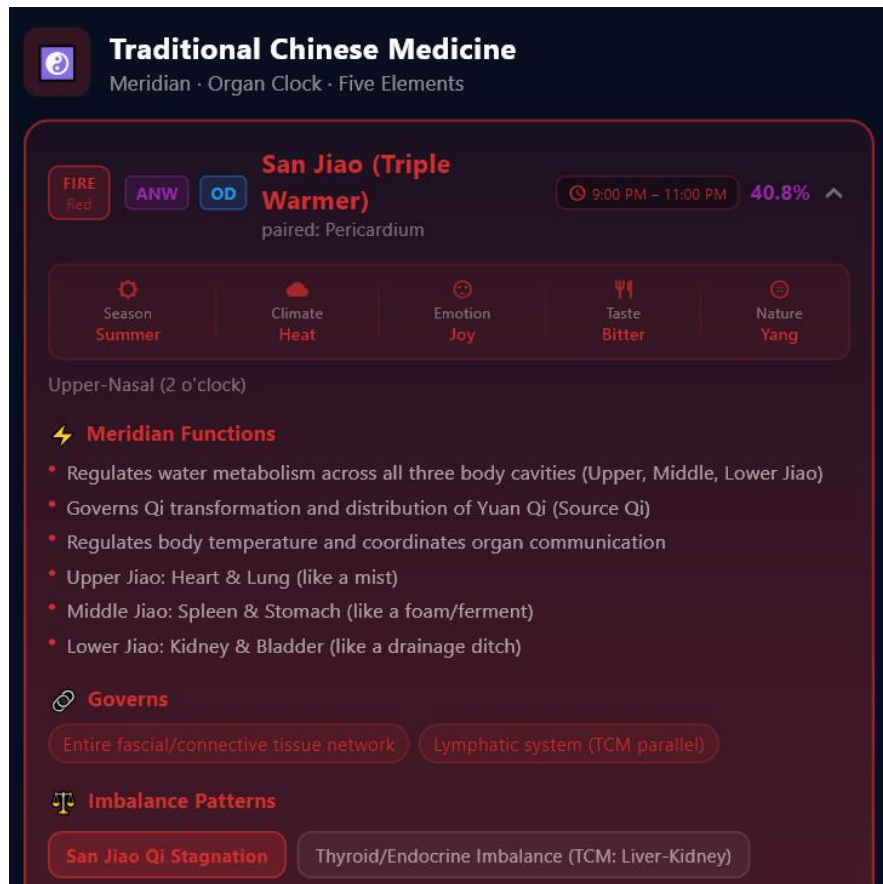 Traditional Chinese Medicine
Meridian · Organ Clock · Five Elements
FIRE
Red
ANW
OD
San Jiao (Triple
Warmer)
paired: Pericardium
9:00 PM – 11:00 PM
40.8%
Season
Summer
Climate
Heat
Emotion
Joy
Taste
Bitter
Nature
Yang
Upper-Nasal (2 o'clock)
Meridian Functions
• Regulates water metabolism across all three body cavities (Upper, Middle, Lower Jiao)
• Governs Qi transformation and distribution of Yuan Qi (Source Qi)
• Regulates body temperature and coordinates organ communication
• Upper Jiao: Heart & Lung (like a mist)
• Middle Jiao: Spleen & Stomach (like a foam/ferment)
• Lower Jiao: Kidney & Bladder (like a drainage ditch)
Governs
Entire fascial/connective tissue network
Lymphatic system (TCM parallel)
Imbalance Patterns
San Jiao Qi Stagnation
Thyroid/Endocrine Imbalance (TCM: Liver-Kidney)